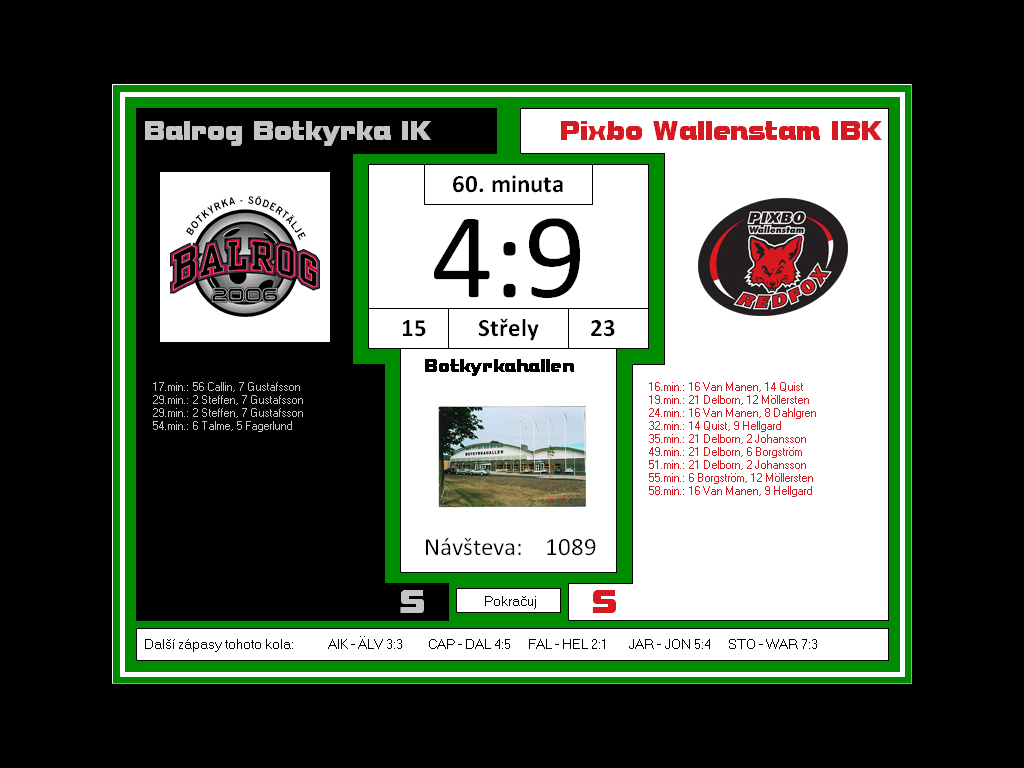 Balrog Botkyrka IK
Pixbo Wallenstam IBK
60. minuta
4:9
15 Střely 23
BOTKYRKA - SÖDERTÄLJE
BALROG
2006
PIXBO
Wallenstam
REDFOX
Botkyrkahallen
BOTKYRKAHALLEN
Návšteva: 1089
17.min.: 56 Callin, 7 Gustafsson
29.min.: 2 Steffen, 7 Gustafsson
29.min.: 2 Steffen, 7 Gustafsson
54.min.: 6 Talme, 5 Fagerlund
16.min.: 16 Van Manen, 14 Quist
19.min.: 21 Delborn, 12 Möllersten
24.min.: 16 Van Manen, 8 Dahlgren
32.min.: 14 Quist, 9 Hellgard
35.min.: 21 Delborn, 2 Johansson
49.min.: 21 Delborn, 6 Borgström
51.min.: 21 Delborn, 2 Johansson
55.min.: 6 Borgström, 12 Möllersten
58.min.: 16 Van Manen, 9 Hellgard
S
Pokračuj
S
Další zápasy tohoto kola: AIK - ÄLV 3:3 CAP - DAL 4:5 FAL - HEL 2:1 JAR - JON 5:4 STO - WAR 7:3